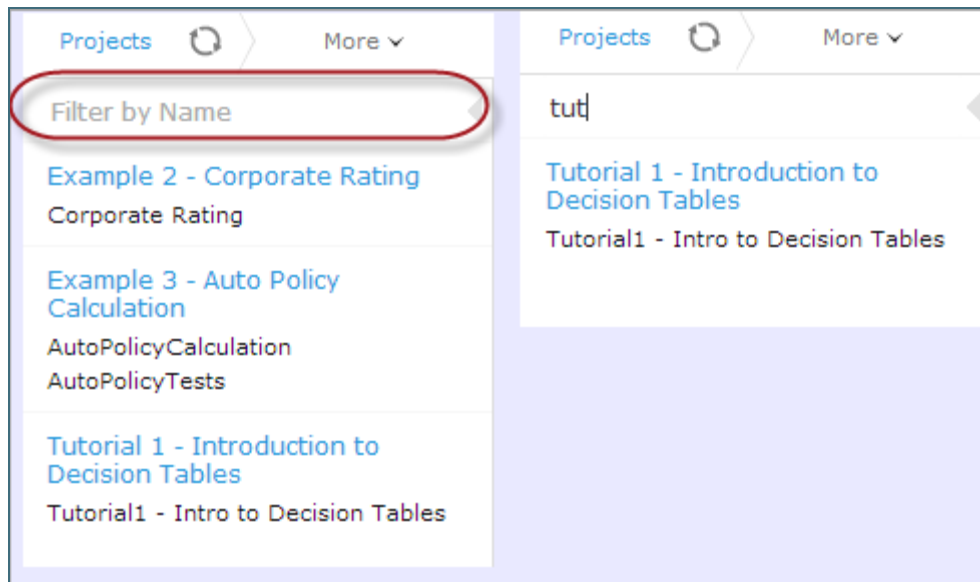 Projects More
Filter by Name
Example 2 - Corporate Rating
Corporate Rating
Example 3 - Auto Policy
Calculation
AutoPolicyCalculation
AutoPolicyTests
Tutorial 1 - Introduction to
Decision Tables
Tutorial1 - Intro to Decision Tables
Projects More
tut
Tutorial 1 - Introduction to
Decision Tables
Tutorial1 - Intro to Decision Tables